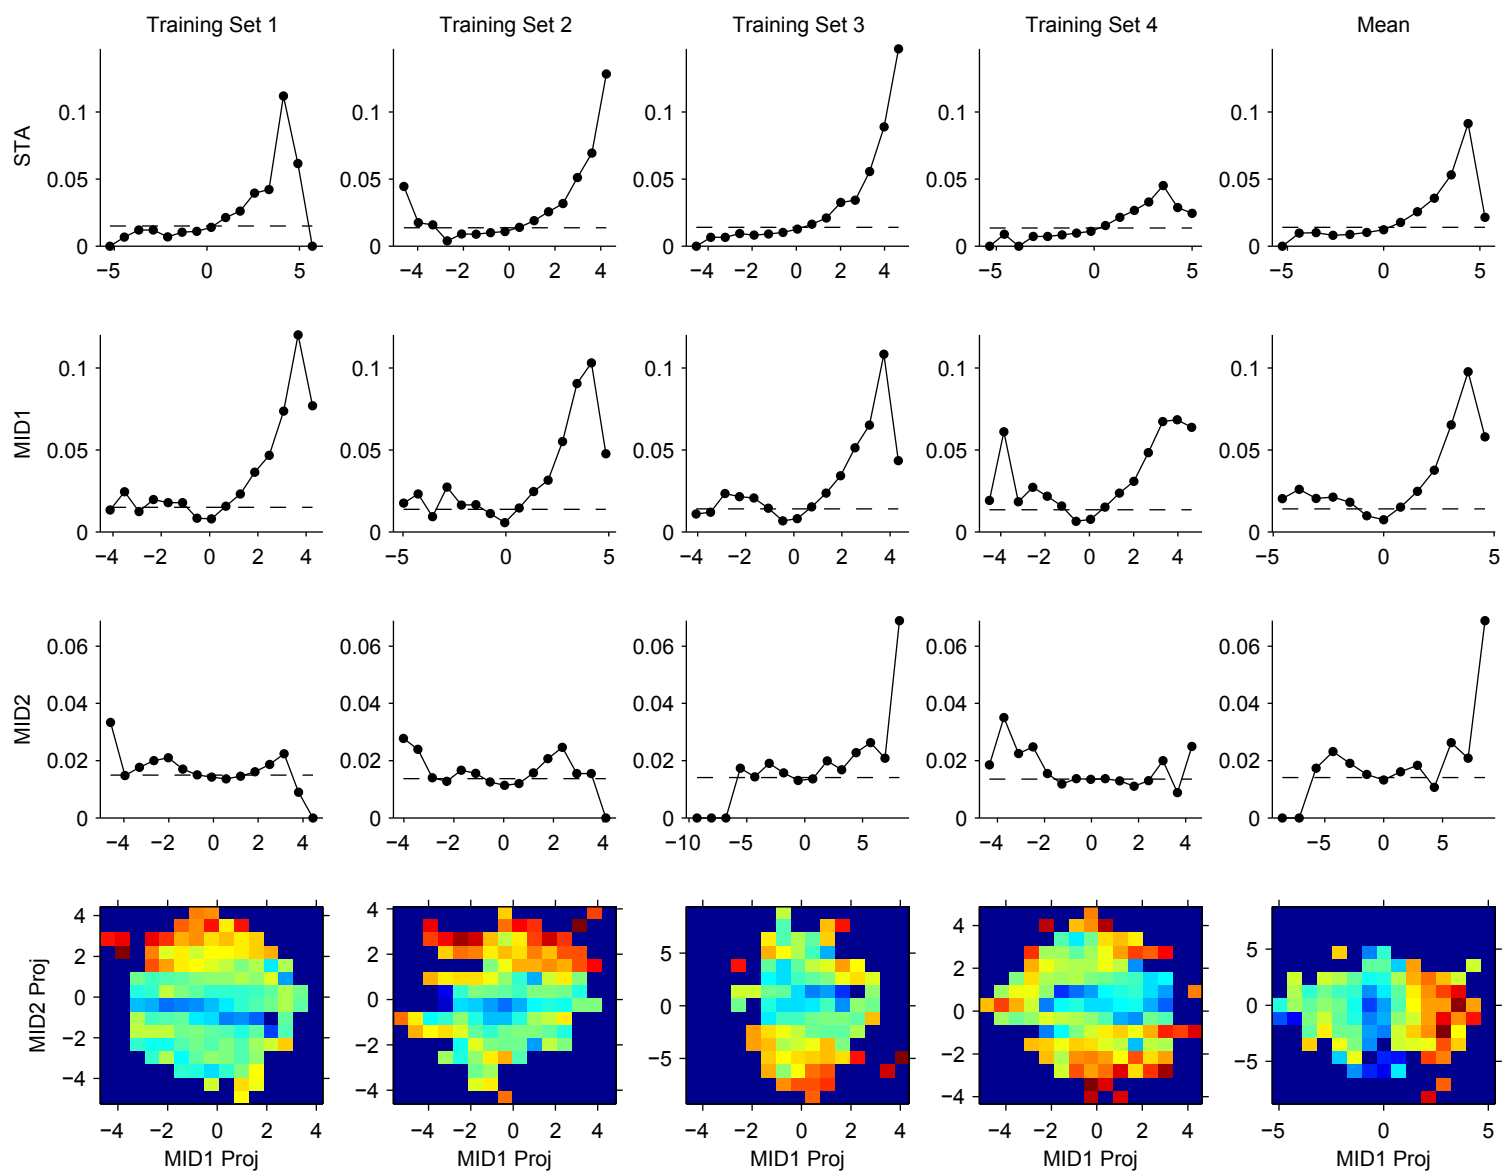 Training Set 1 Training Set 2 Training Set 3 Training Set 4 Mean
STA
0.1 0.1 0.1 0.1 0.1
0.05 0.05 0.05 0.05 0.05
0 0 0 0 0
−5 0 5 −4 −2 0 2 4 −4 −2 0 2 4 −5 0 5 −5 0 5
MID1
0.1 0.1 0.1 0.1 0.1
0.05 0.05 0.05 0.05 0.05
0 0 0 0 0
−4 −2 0 2 4 −5 0 5 −4 −2 0 2 4 −4 −2 0 2 4 −5 0 5
MID2
0.06 0.06 0.06 0.06 0.06
0.04 0.04 0.04 0.04 0.04
0.02 0.02 0.02 0.02 0.02
0 0 0 0 0
−4 −2 0 2 4 −4 −2 0 2 4 −10 −5 0 5 −4 −2 0 2 4 −5 0 5
MID2 Proj
4 4 4
2 2 5 2 5
0 0 0 0 0
−2 −2 −5 −2 −5
−4 −4 −4
−4 −2 0 2 4 −4 −2 0 2 4 −4 −2 0 2 4 −4 −2 0 2 4 −5 0 5
MID1 Proj MID1 Proj MID1 Proj MID1 Proj MID1 Proj